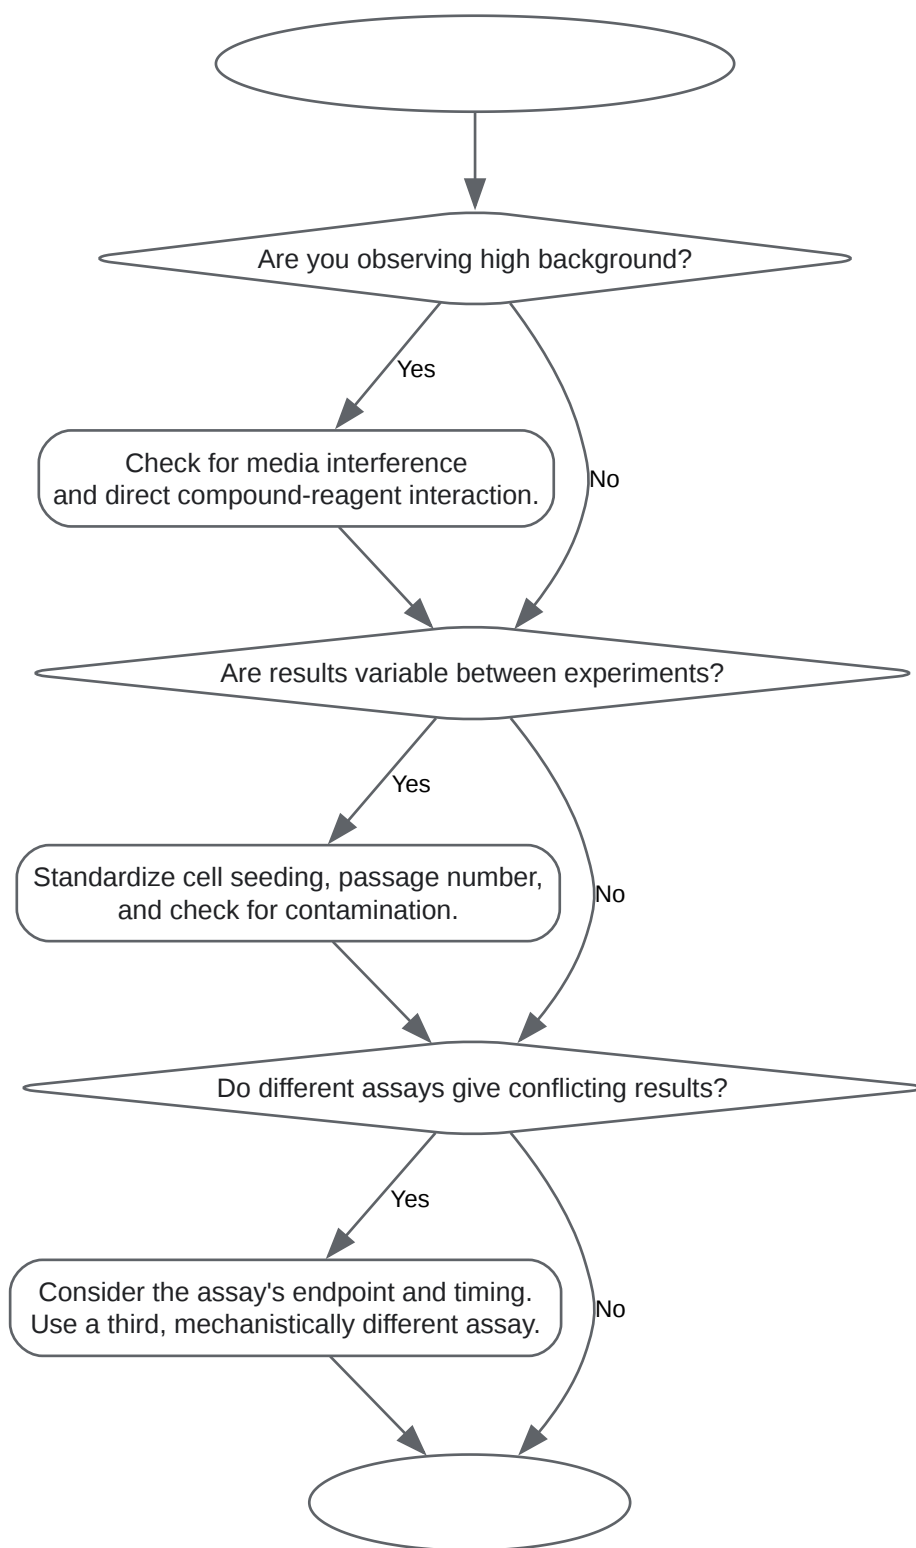 Are you observing high background?
Yes
Check for media interference
and direct compound-reagent interaction.
No
Are results variable between experiments?
Yes
Standardize cell seeding, passage number,
and check for contamination.
No
Do different assays give conflicting results?
Yes
Consider the assay's endpoint and timing.
Use a third, mechanistically different assay.
No